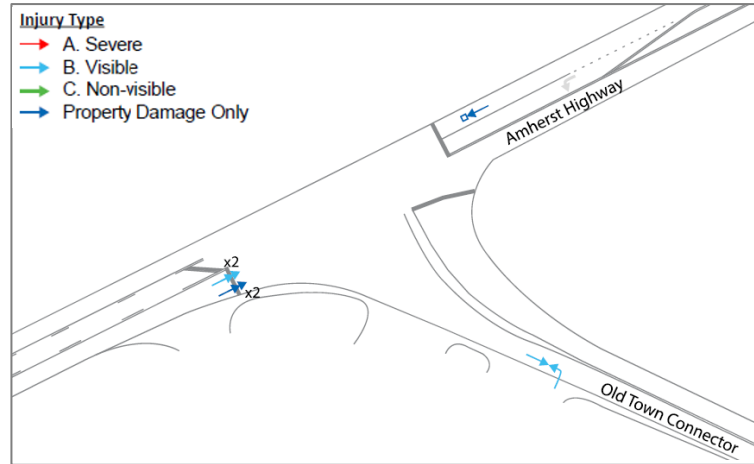 Injury Type
A. Severe
B. Visible
C. Non-visible
Property Damage Only
Amherst Highway
x2
x2
Old Town Connector